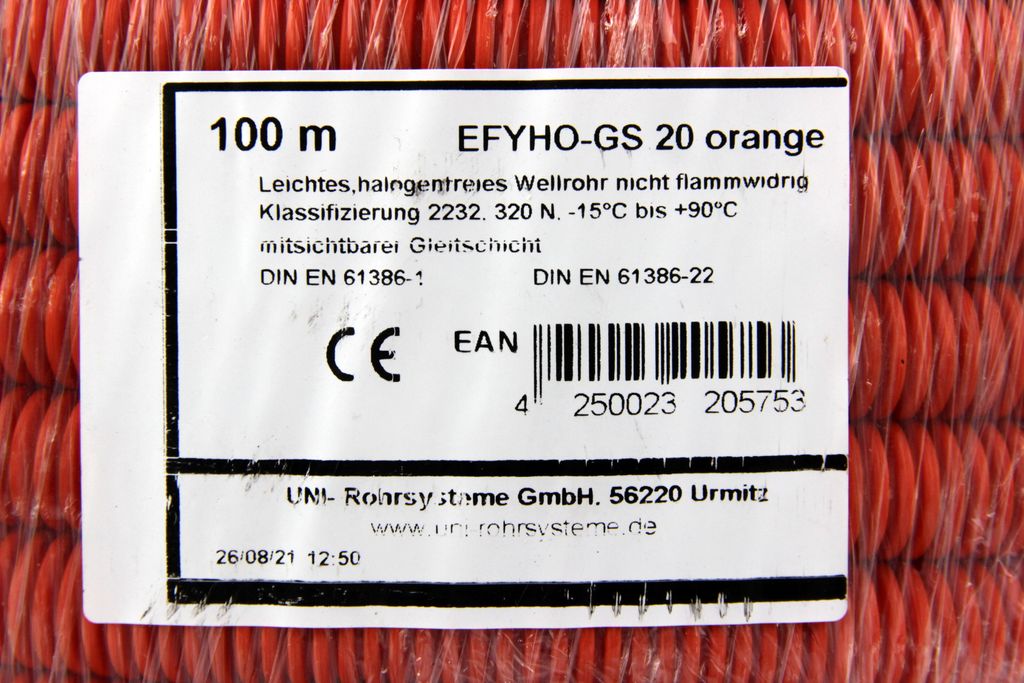 100 m EFYHO-GS 20 orange
Leichtes,halogenfreies Wellrohr nicht flammwidrig
Klassifizierung 2232. 320 N. -15°C bis +90°C
mitsichtbarer Gleitschicht
DIN EN 61386-1 DIN EN 61386-22
CE EAN
4 250023 205753
UNI- Rohrsysteme GmbH. 56220 Urmitz
www.uni-rohrsysteme.de
26/08/21 12:50